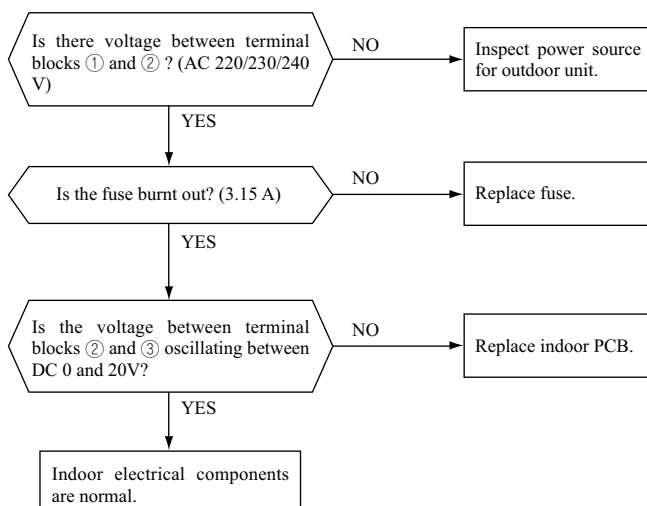 Is there voltage between terminal
blocks ① and ② ? (AC 220/230/240
V)
NO
Inspect power source
for outdoor unit.
YES
Is the fuse burnt out? (3.15 A)
NO
Replace fuse.
YES
Is the voltage between terminal
blocks ② and ③ oscillating between
DC 0 and 20V?
NO
Replace indoor PCB.
YES
Indoor electrical components
are normal.